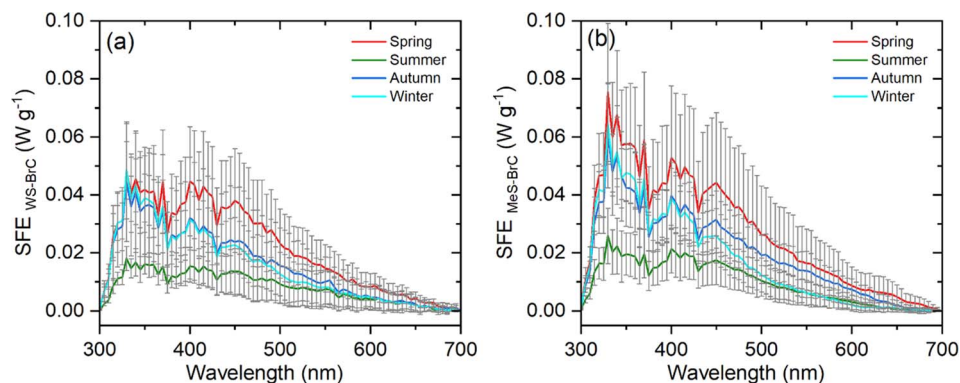 (a)
Spring
Summer
Autumn
Winter
0.10
0.08
0.06
0.04
0.02
0.00
SFE WS-BrC (W g-1)
300 400 500 600 700
Wavelength (nm)
(b)
Spring
Summer
Autumn
Winter
0.10
0.08
0.06
0.04
0.02
0.00
SFE MeS-BrC (W g-1)
300 400 500 600 700
Wavelength (nm)